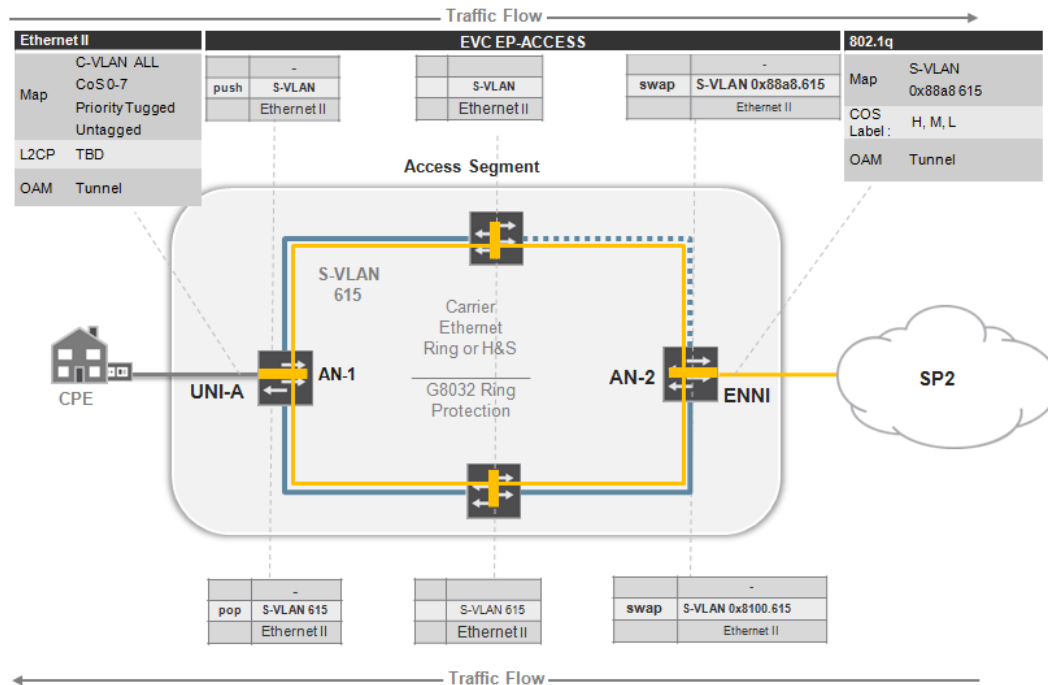 Traffic Flow
Ethernet II
EVC EP-ACCESS
802.1q
Map
C-VLAN ALL
CoS 0-7
Priority Tugged
Untagged
L2CP TBD
OAM Tunnel
-
push S-VLAN
Ethernet II
S-VLAN
Ethernet II
-
swap S-VLAN 0x88a8.615
Ethernet II
Map
S-VLAN
0x88a8 615
COS
Label :
H, M, L
OAM Tunnel
Access Segment
S-VLAN
615
Carrier
Ethernet
Ring or H&S
G8032 Ring
Protection
CPE
UNI-A
AN-1
AN-2
ENNI
SP2
-
pop S-VLAN 615
Ethernet II
S-VLAN 615
Ethernet II
-
swap S-VLAN 0x8100.615
Ethernet II
Traffic Flow